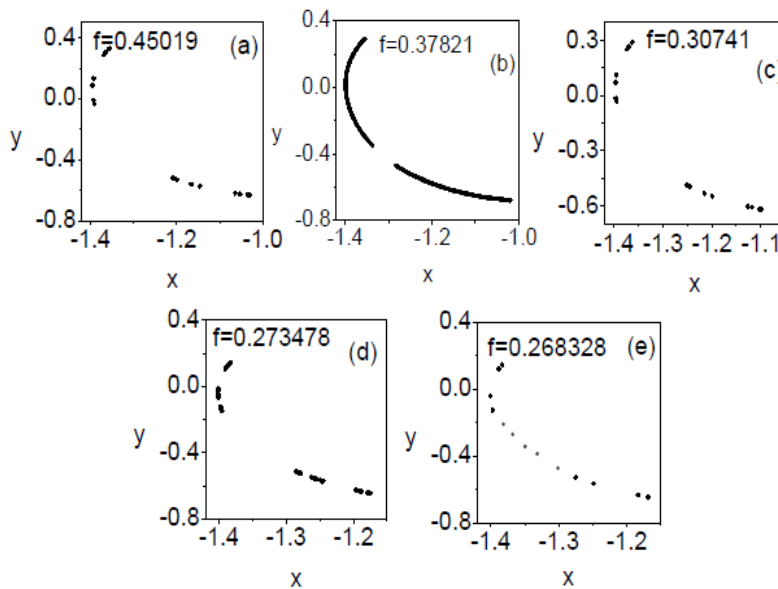 0.4
f=0.45019
(a)
0.0
y
-0.4
-0.8
-1.4
-1.2
-1.0
x
0.4
f=0.37821
(b)
0.0
y
-0.4
-0.8
-1.4
-1.2
-1.0
x
0.3
f=0.30741
(c)
0.0
y
-0.3
-0.6
-1.4
-1.3
-1.2
-1.1
x
0.4
f=0.273478
(d)
0.0
y
-0.4
-0.8
-1.4
-1.3
-1.2
x
0.4
f=0.268328
(e)
0.0
y
-0.4
-0.8
-1.4
-1.3
-1.2
x